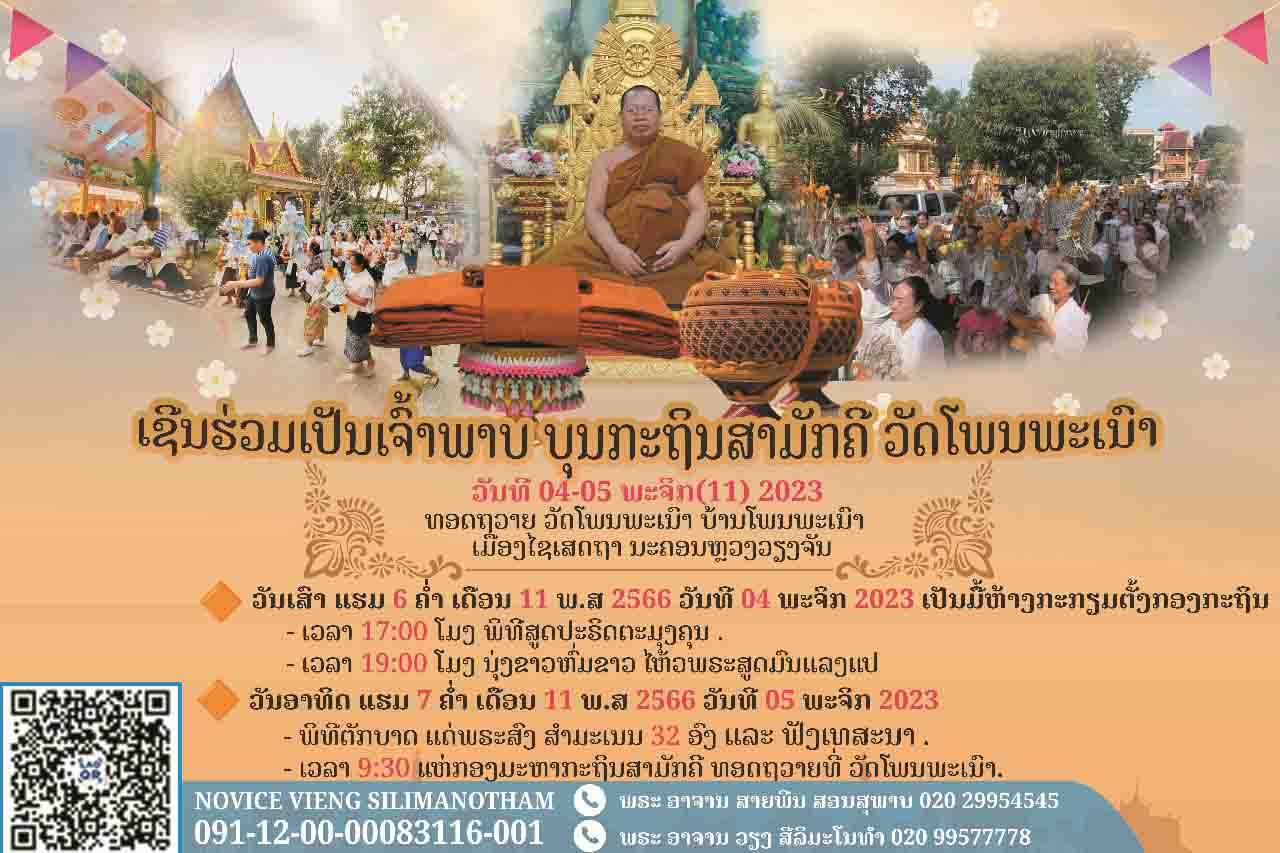 ເຊີນຮ່ວມເປັນເຈົ້າພາບ ບຸນກະຖິນສາມັກຄີ ວັດໂພນພະເນົາ
ວັນທີ 04-05 ພະຈິກ(11) 2023
ທອດຖວາຍ ວັດໂພນພະເນົາ ບ້ານໂພນພະເນົາ
ເມືອງໄຊເສດຖາ ນະຄອນຫຼວງວຽງຈັນ
ວັນເສົາ ແຮມ 6 ຄ່ຳ ເດືອນ 11 ພ.ສ 2566 ວັນທີ 04 ພະຈິກ 2023 ເປັນມື້ຫ້າງກະກຽມຕັ້ງກອງກະຖິນ
- ເວລາ 17:00 ໂມງ ພິທີສູດປະຣິດຕະມຸງຄຸນ .
- ເວລາ 19:00 ໂມງ ນຸ່ງຂາວຫົ່ມຂາວ ໄຫ້ວພຣະສູດມົນແລງແປ
ວັນອາທິດ ແຮມ 7 ຄ່ຳ ເດືອນ 11 ພ.ສ 2566 ວັນທີ 05 ພະຈິກ 2023
- ພິທີຕັກບາດ ແດ່ພຣະສົງ ສຳມະເນນ 32 ອົງ ແລະ ຟັງເທສະນາ .
- ເວລາ 9:30 ແຫ່ກອງມະຫາກະຖິນສາມັກຄີ ທອດຖວາຍທີ່ ວັດໂພນພະເນົາ.
NOVICE VIENG SILIMANOTHAM
091-12-00-00083116-001
ພຣະ ອາຈານ ສາຍພິນ ສອນສຸພາບ 020 29954545
ພຣະ ອາຈານ ວຽງ ສີລິມະໂນທຳ 020 99577778
LAO
QR